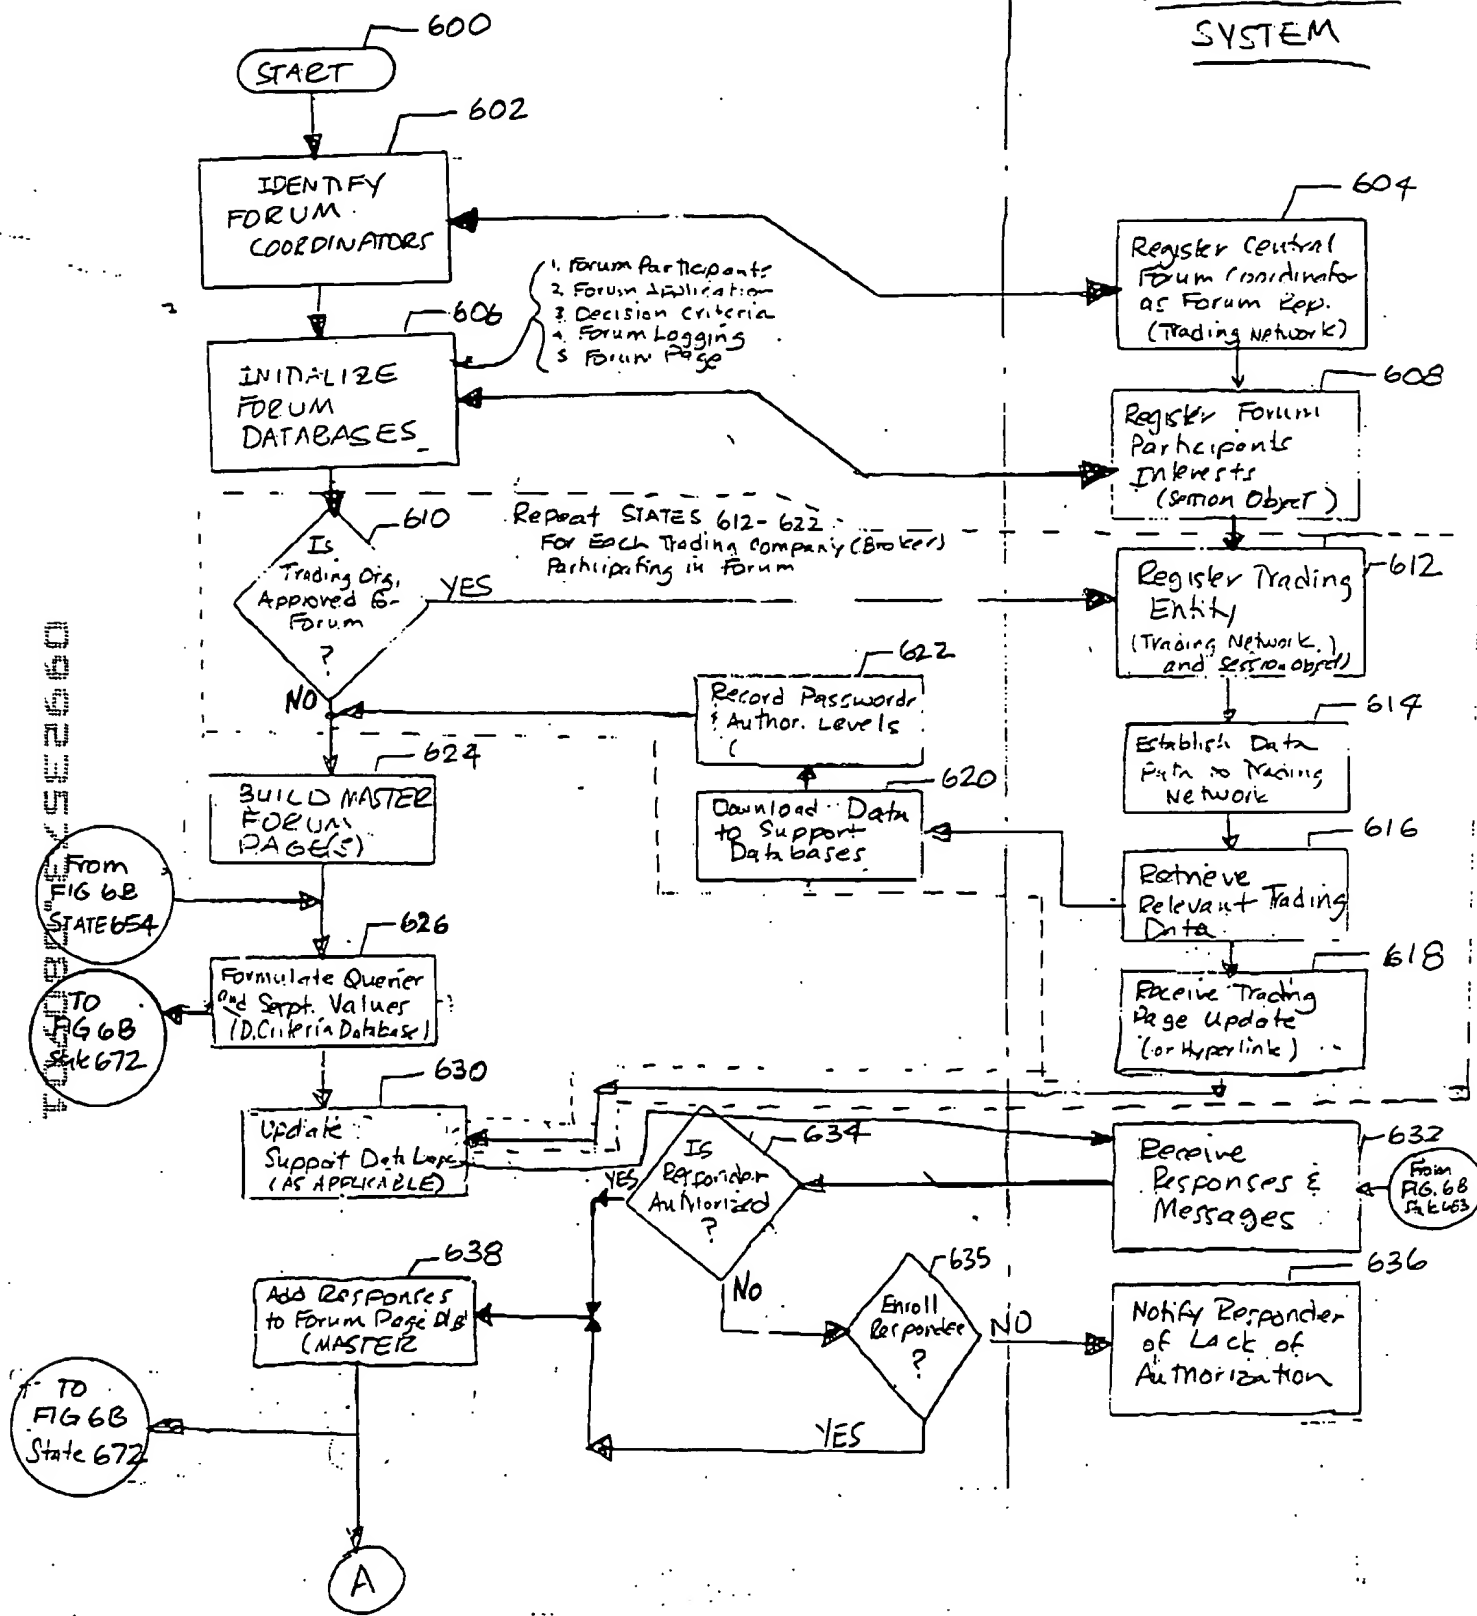 SYSTEM
600
START
602
IDENTIFY
FORUM
COORDINATORS
604
Register Central
Forum Coordinator
as Forum Rep.
(Trading Network)
1. Forum Participants
2. Forum Application
3 Decision Criteria
4. Forum Logging
5 Forum Page
606
INITIALIZE
FORUM
DATABASES
608
Register Forum
Participants
Interests
(Session Object)
610
Is
Trading Org.
Approved
Forum
?
YES
NO
Repeat STATES 612-622
For Each Trading Company (Broker)
Participating in Forum
612
Register Trading
Entity
(Trading Network
and Session Object)
622
Record Passwords
& Author. Levels
614
Establish Data
Path to Trading
Network
624
BUILD MASTER
FORUM
PAGE(S)
620
Download Data
to Support
Databases
616
Retrieve
Relevant Trading
Data
From
FIG 6B
STATE 654
626
Formulate Queries
and Values
(D.Criteria Database)
618
Receive Trading
Page Update
(or Hyperlink)
TO
FIG 6B
State 672
630
Update
Support Data base
(AS APPLICABLE)
634
Is
Responder
Authorized
?
YES
NO
632
Receive
Responses &
Messages
From
FIG. 6B
638
Add Responses
to Forum Page DB
(MASTER
635
Enroll
Responder
?
NO
YES
636
Notify Responder
of Lack of
Authorization
TO
FIG 6B
State 672
A